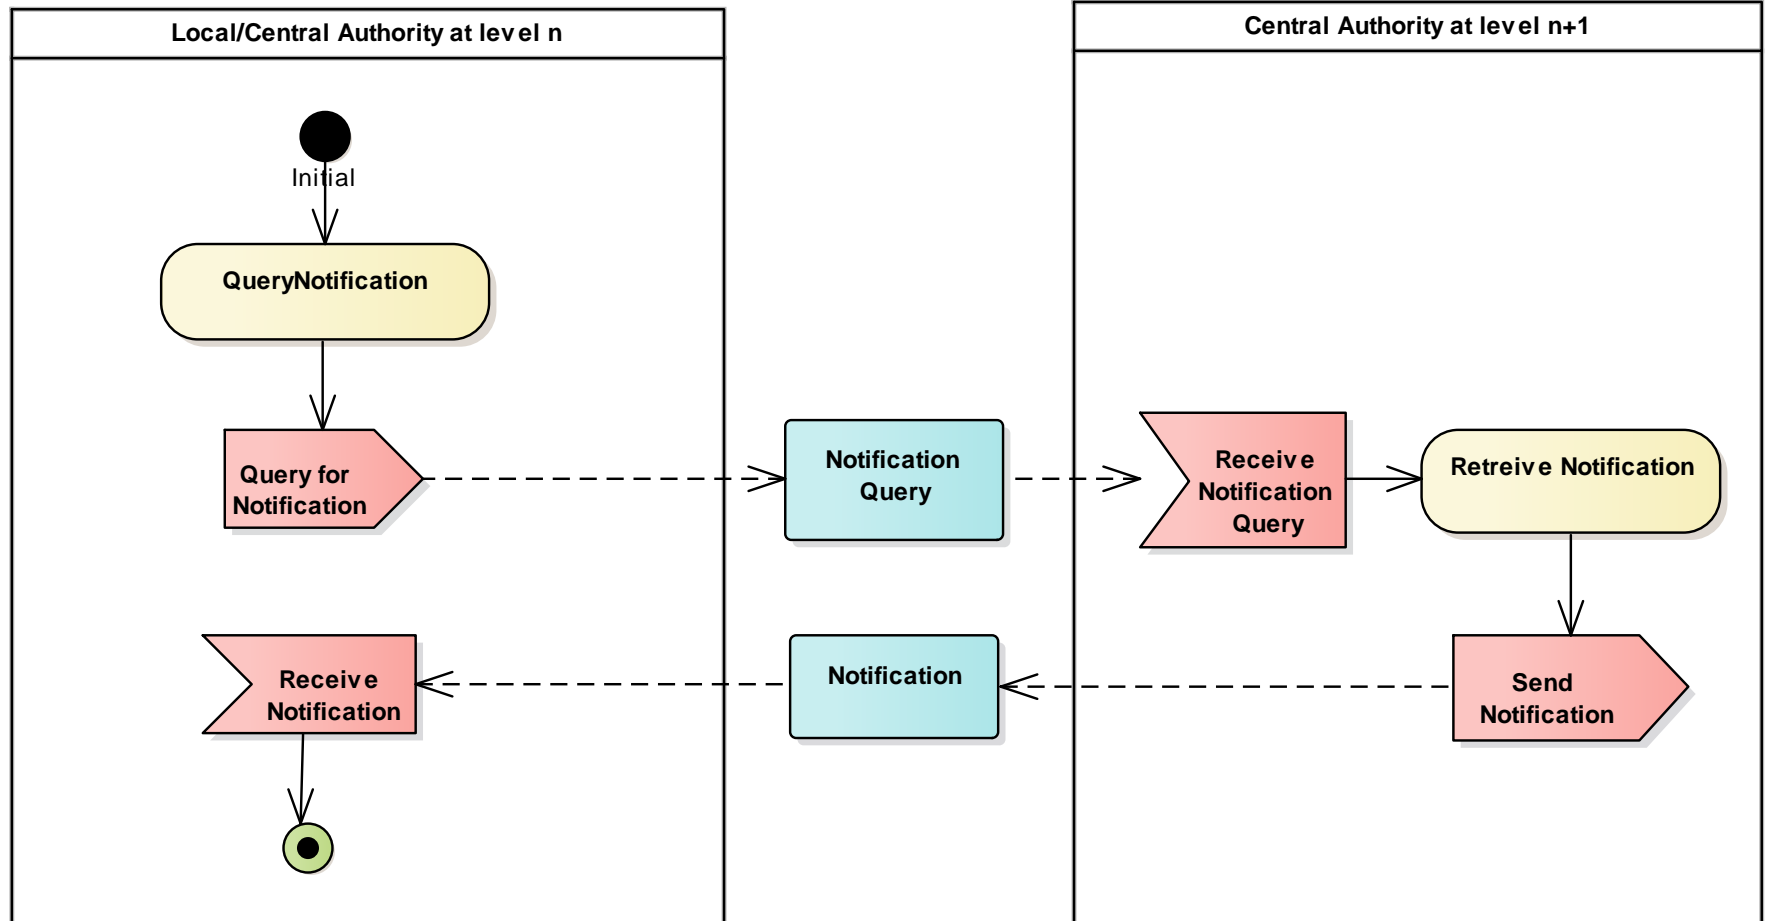 Local/Central Authority at level n
Central Authority at level n+1
Initial
QueryNotification
Query for
Notification
Notification
Query
Receive
Notification
Query
Retreive Notification
Receive
Notification
Notification
Send
Notification